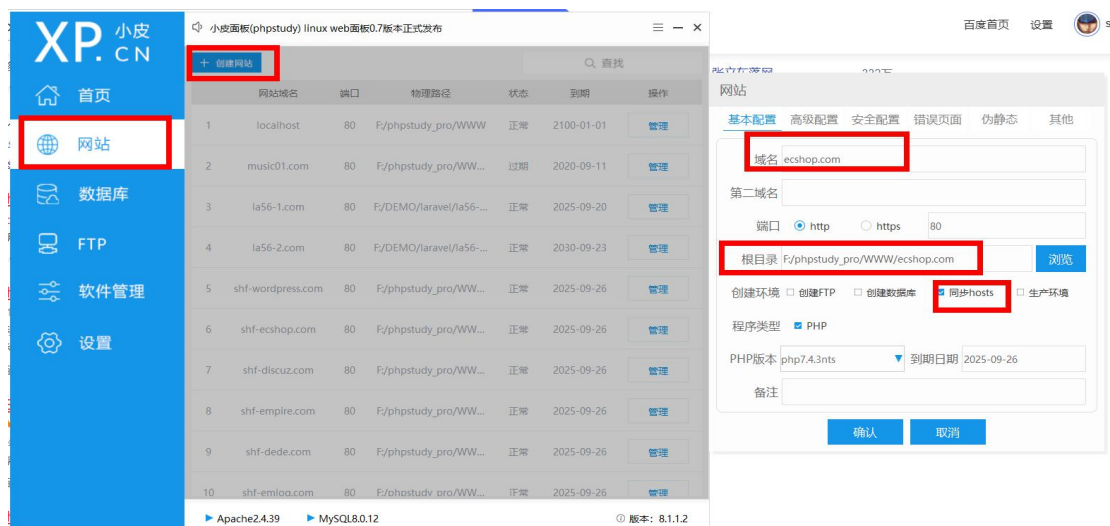 XP.CN 小皮
首页
网站
数据库
FTP
软件管理
设置
小皮面板(phpstudy) linux web面板0.7版本正式发布
+ 创建网站
查找
网站域名 端口 物理路径 状态 到期 操作
1 localhost 80 F:/phpstudy_pro/WWW 正常 2100-01-01 管理
2 music01.com 80 F:/phpstudy_pro/WW... 过期 2020-09-11 管理
3 la56-1.com 80 F:/DEMO/laravel/la56-... 正常 2025-09-20 管理
4 la56-2.com 80 F:/DEMO/laravel/la56-... 正常 2030-09-23 管理
5 shf-wordpress.com 80 F:/phpstudy_pro/WW... 正常 2025-09-26 管理
6 shf-ecshop.com 80 F:/phpstudy_pro/WW... 正常 2025-09-26 管理
7 shf-discuz.com 80 F:/phpstudy_pro/WW... 正常 2025-09-26 管理
8 shf-empire.com 80 F:/phpstudy_pro/WW... 正常 2025-09-26 管理
9 shf-dede.com 80 F:/phpstudy_pro/WW... 正常 2025-09-26 管理
10 shf-emlog.com 80 F:/phpstudy_pro/WW... 正常 2025-09-26 管理
Apache2.4.39 MySQL8.0.12 版本: 8.1.1.2
百度首页 设置 s
网站
基本配置 高级配置 安全配置 错误页面 伪静态 其他
域名 ecshop.com
第二域名
端口 http https 80
根目录 F:/phpstudy_pro/WWW/ecshop.com 浏览
创建环境 创建FTP 创建数据库 同步hosts 生产环境
程序类型 PHP
PHP版本 php7.4.3nts 到期日期 2025-09-26
备注
确认 取消